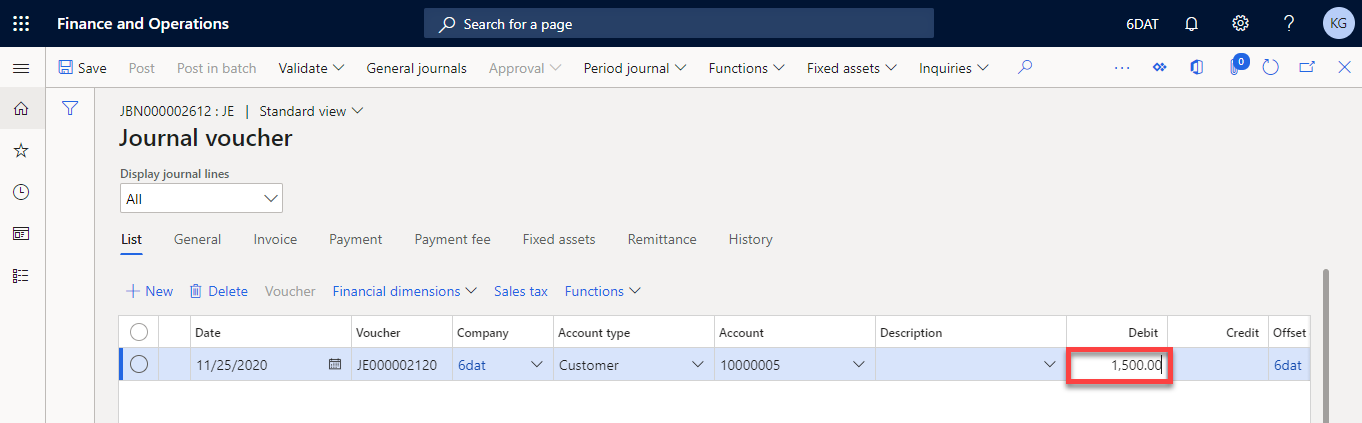 Finance and Operations Search for a page 6DAT ? KG
Save Post Post in batch Validate General journals Approval Period journal Functions Fixed assets Inquiries ... 0
JBN000002612 : JE | Standard view
Journal voucher
Display journal lines
All
List General Invoice Payment Payment fee Fixed assets Remittance History
New Delete Voucher Financial dimensions Sales tax Functions
Date Voucher Company Account type Account Description Debit Credit Offset
11/25/2020 JE000002120 6dat Customer 10000005 1,500.00 6dat